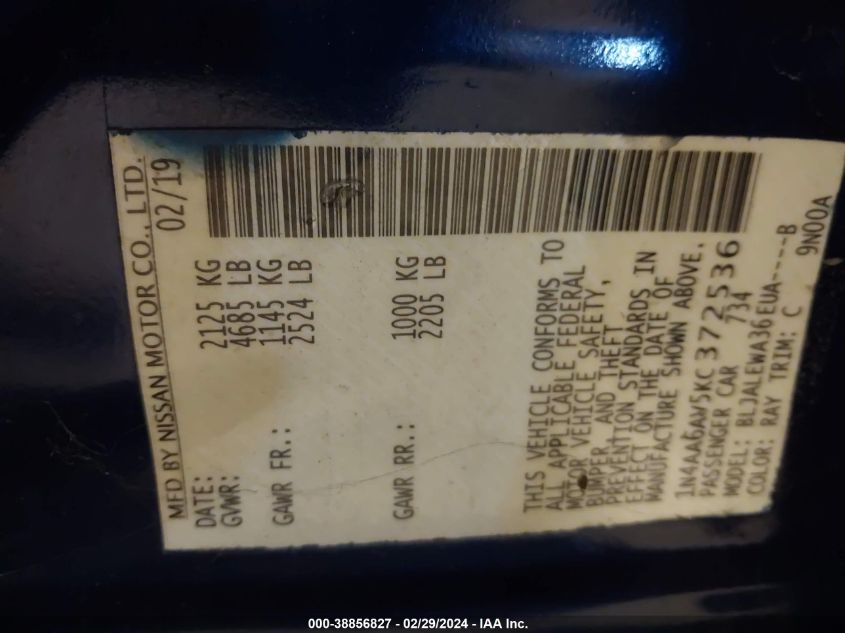 MFD BY NISSAN MOTOR CO., LTD.
DATE: 02/19
GVWR: 2125 KG
4685 LB
GAWR FR.: 1145 KG
2524 LB
GAWR RR.: 1000 KG
2205 LB
THIS VEHICLE CONFORMS TO
ALL APPLICABLE FEDERAL
MOTOR VEHICLE SAFETY,
BUMPER, AND THEFT
PREVENTION STANDARDS IN
EFFECT ON THE DATE OF
MANUFACTURE SHOWN ABOVE.
1N4AA6AV5KC372536
PASSENGER CAR 734
MODEL: BLJALEWA36EUA-----B
COLOR: RAY TRIM: C 9N00A
000-38856827 - 02/29/2024 - IAA Inc.